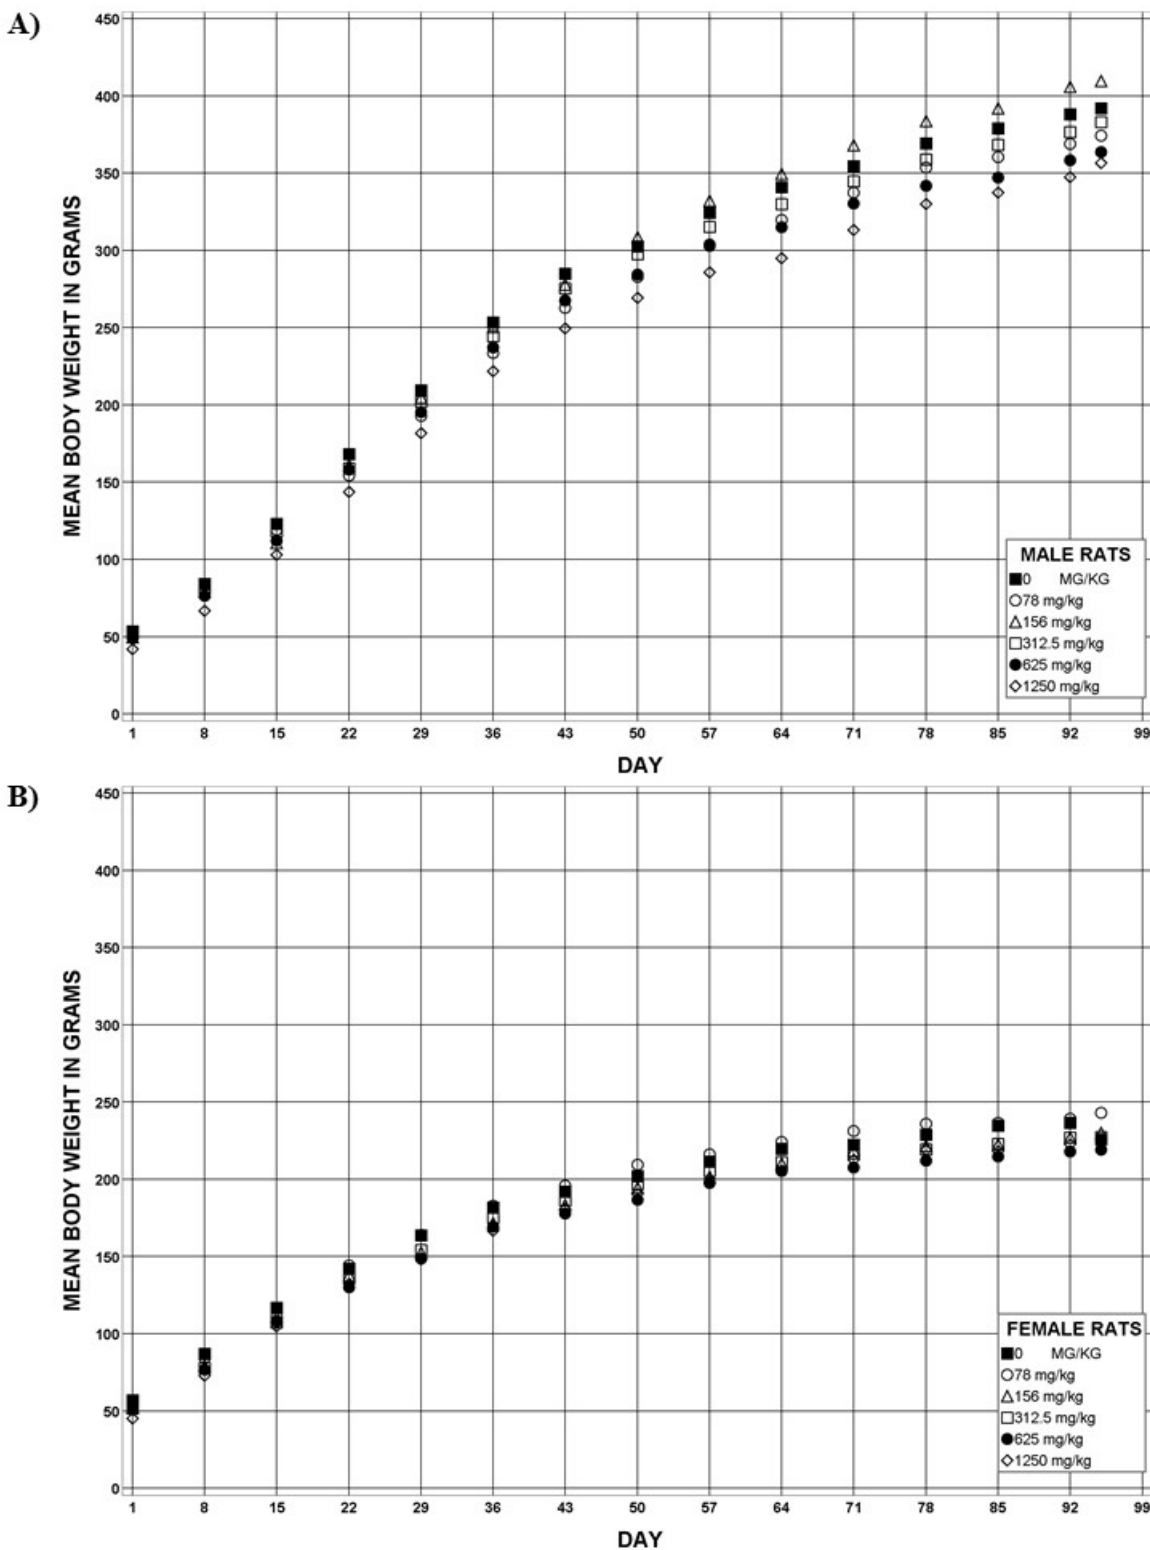 A)
450
400
350
300
250
200
150
100
50
0
MEAN BODY WEIGHT IN GRAMS
MALE RATS
0 MG/KG
78 mg/kg
156 mg/kg
312.5 mg/kg
625 mg/kg
1250 mg/kg
1 8 15 22 29 36 43 50 57 64 71 78 85 92 99
DAY
B)
450
400
350
300
250
200
150
100
50
0
MEAN BODY WEIGHT IN GRAMS
FEMALE RATS
0 MG/KG
78 mg/kg
156 mg/kg
312.5 mg/kg
625 mg/kg
1250 mg/kg
1 8 15 22 29 36 43 50 57 64 71 78 85 92 99
DAY